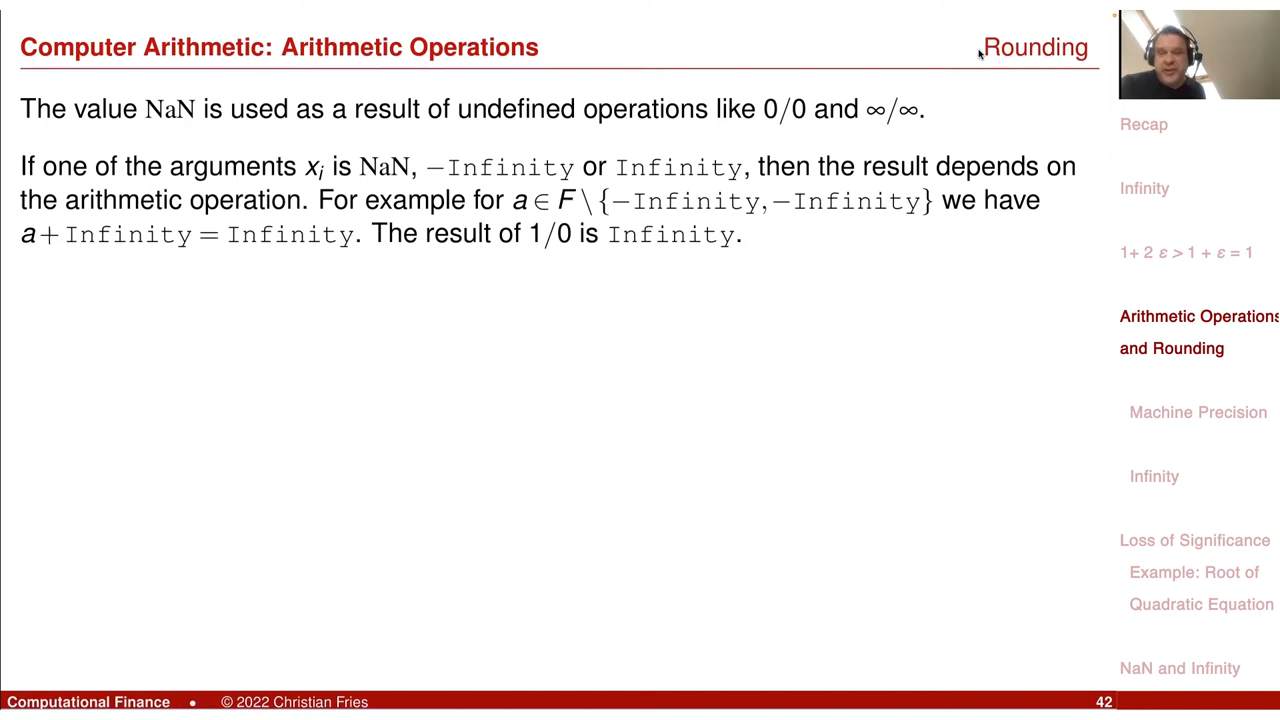 Computer Arithmetic: Arithmetic Operations
Rounding
The value NaN is used as a result of undefined operations like 0/0 and ∞/∞.
If one of the arguments xᵢ is NaN, −Infinity or Infinity, then the result depends on
the arithmetic operation. For example for a ∈ F \ {−Infinity, −Infinity} we have
a + Infinity = Infinity. The result of 1/0 is Infinity.
Recap
Infinity
1+ 2 ε > 1 + ε = 1
Arithmetic Operations
and Rounding
Machine Precision
Infinity
Loss of Significance
Example: Root of
Quadratic Equation
NaN and Infinity
Computational Finance • © 2022 Christian Fries 42